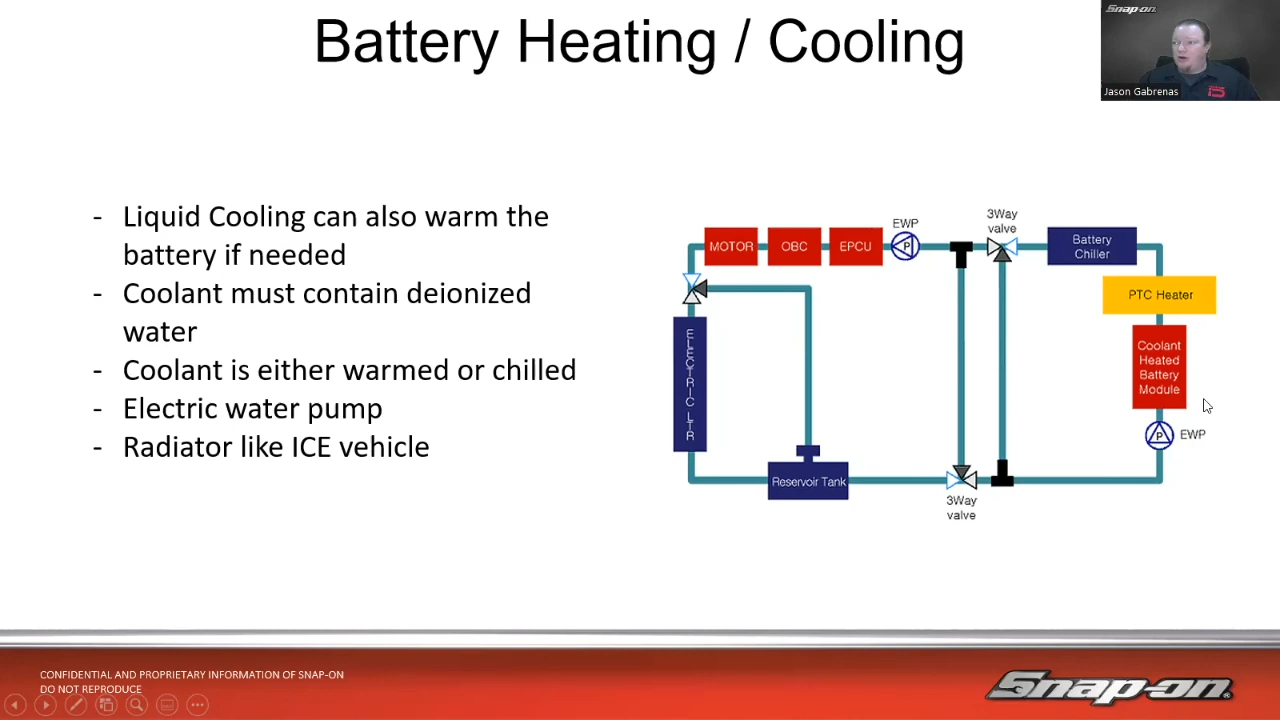 Battery Heating / Cooling
Snap-on
Jason Gabrenas
- Liquid Cooling can also warm the
battery if needed
- Coolant must contain deionized
water
- Coolant is either warmed or chilled
- Electric water pump
- Radiator like ICE vehicle
MOTOR
OBC
EPCU
EWP
P
3Way
valve
Battery
Chiller
PTC Heater
Coolant
Heated
Battery
Module
P
EWP
ELECTRIC LTR
Reservoir Tank
3Way
valve
CONFIDENTIAL AND PROPRIETARY INFORMATION OF SNAP-ON
DO NOT REPRODUCE
Snap-on